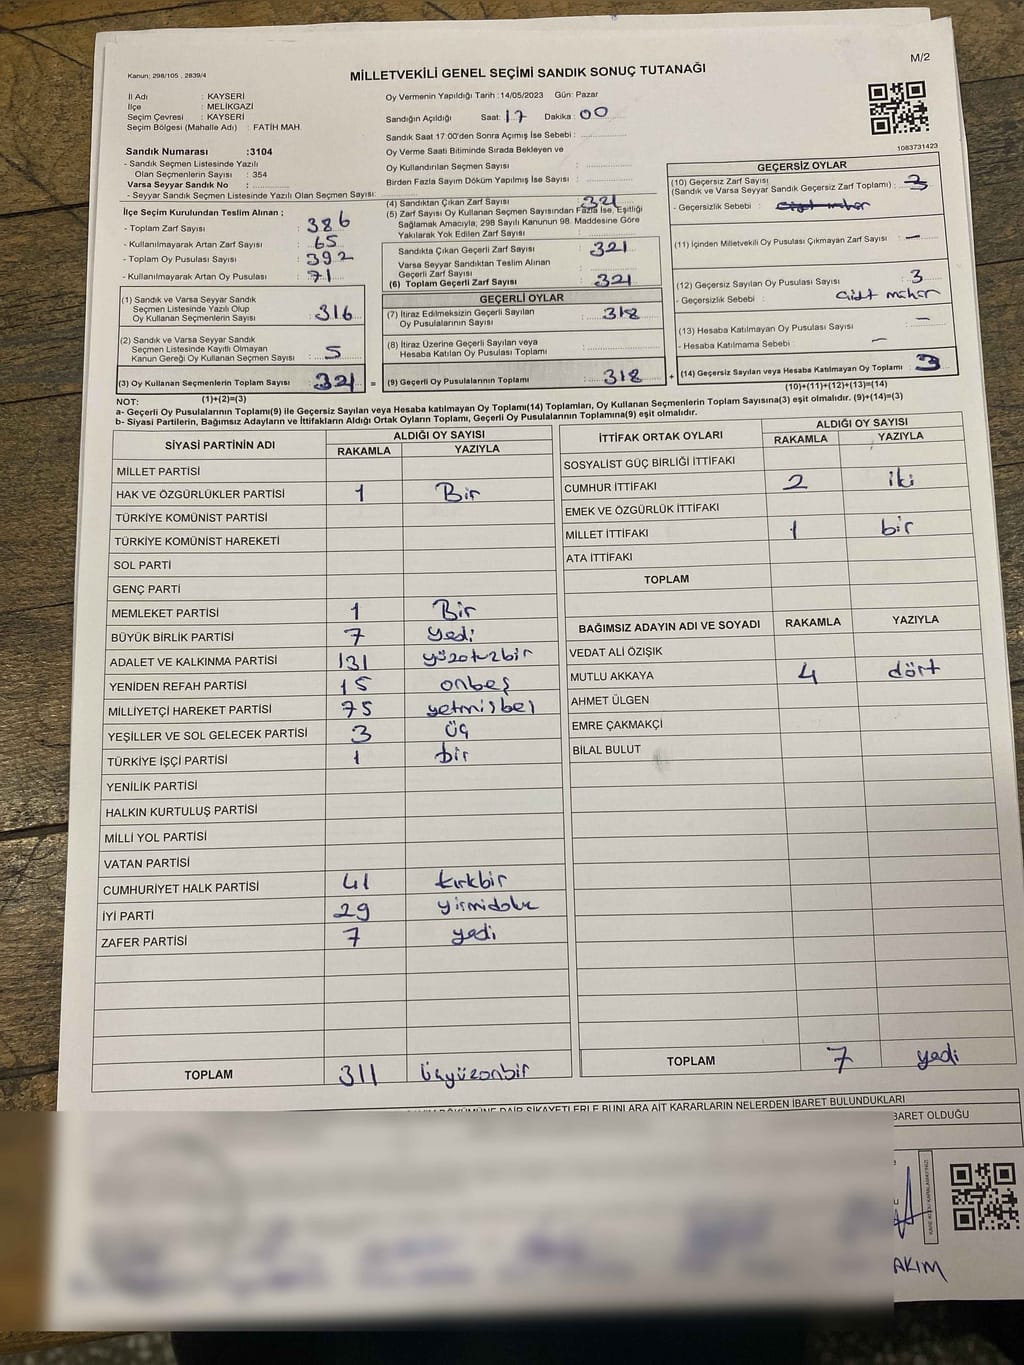 M/2
Kanun; 298/105 , 2839/4
MİLLETVEKİLİ GENEL SEÇİMİ SANDIK SONUÇ TUTANAĞI
İl Adı : KAYSERİ
İlçe : MELİKGAZİ
Seçim Çevresi : KAYSERİ
Seçim Bölgesi (Mahalle Adı) : FATİH MAH.
Sandık Numarası :3104
- Sandık Seçmen Listesinde Yazılı
Olan Seçmenlerin Sayısı : 354
Varsa Seyyar Sandık No :
- Seyyar Sandık Seçmen Listesinde Yazılı Olan Seçmen Sayısı:
Oy Vermenin Yapıldığı Tarih : 14/05/2023 Gün: Pazar
Sandığın Açıldığı Saat: 17 Dakika : 00
Sandık Saat 17:00'den Sonra Açılmış İse Sebebi :
Oy Verme Saati Bitiminde Sırada Bekleyen ve
Oy Kullandırılan Seçmen Sayısı :
Birden Fazla Sayım Döküm Yapılmış İse Sayısı :
1083731423
İlçe Seçim Kurulundan Teslim Alınan ;
- Toplam Zarf Sayısı : 386
- Kullanılmayarak Artan Zarf Sayısı : 65
- Toplam Oy Pusulası Sayısı : 392
- Kullanılmayarak Artan Oy Pusulası : 71
(1) Sandık ve Varsa Seyyar Sandık
Seçmen Listesinde Yazılı Olup
Oy Kullanan Seçmenlerin Sayısı : 316
(2) Sandık ve Varsa Seyyar Sandık
Seçmen Listesinde Kayıtlı Olmayan
Kanun Gereği Oy Kullanan Seçmen Sayısı : 5
(3) Oy Kullanan Seçmenlerin Toplam Sayısı : 321 =
(1)+(2)=(3)
(4) Sandıktan Çıkan Zarf Sayısı : 321
(5) Zarf Sayısı Oy Kullanan Seçmen Sayısından Fazla İse, Eşitliği
Sağlamak Amacıyla; 298 Sayılı Kanunun 98. Maddesine Göre
Yakılarak Yok Edilen Zarf Sayısı :
Sandıkta Çıkan Geçerli Zarf Sayısı : 321
Varsa Seyyar Sandıktan Teslim Alınan
Geçerli Zarf Sayısı :
(6) Toplam Geçerli Zarf Sayısı : 321
GEÇERLİ OYLAR
(7) İtiraz Edilmeksizin Geçerli Sayılan
Oy Pusulalarının Sayısı : 318
(8) İtiraz Üzerine Geçerli Sayılan veya
Hesaba Katılan Oy Pusulası Toplamı :
(9) Geçerli Oy Pusulalarının Toplamı : 318 +
GEÇERSİZ OYLAR
(10) Geçersiz Zarf Sayısı
(Sandık ve Varsa Seyyar Sandık Geçersiz Zarf Toplamı) : 3
- Geçersizlik Sebebi :
(11) İçinden Milletvekili Oy Pusulası Çıkmayan Zarf Sayısı : —
(12) Geçersiz Sayılan Oy Pusulası Sayısı : 3
- Geçersizlik Sebebi : mühür
(13) Hesaba Katılmayan Oy Pusulası Sayısı : —
- Hesaba Katılmama Sebebi : —
(14) Geçersiz Sayılan veya Hesaba Katılmayan Oy Toplamı : 3
(10)+(11)+(12)+(13)=(14)
NOT:
a- Geçerli Oy Pusulalarının Toplamı(9) ile Geçersiz Sayılan veya Hesaba katılmayan Oy Toplamı(14) Toplamları, Oy Kullanan Seçmenlerin Toplam Sayısına(3) eşit olmalıdır. (9)+(14)=(3)
b- Siyasi Partilerin, Bağımsız Adayların ve İttifakların Aldığı Ortak Oyların Toplamı, Geçerli Oy Pusulalarının Toplamına(9) eşit olmalıdır.
SİYASİ PARTİNİN ADI ALDIĞI OY SAYISI
RAKAMLA YAZIYLA
MİLLET PARTİSİ
HAK VE ÖZGÜRLÜKLER PARTİSİ 1 Bir
TÜRKİYE KOMÜNİST PARTİSİ
TÜRKİYE KOMÜNİST HAREKETİ
SOL PARTİ
GENÇ PARTİ
MEMLEKET PARTİSİ 1 Bir
BÜYÜK BİRLİK PARTİSİ 7 yedi
ADALET VE KALKINMA PARTİSİ 131 yüzotuzbir
YENİDEN REFAH PARTİSİ 15 onbeş
MİLLİYETÇİ HAREKET PARTİSİ 75 yetmişbeş
YEŞİLLER VE SOL GELECEK PARTİSİ 3 üç
TÜRKİYE İŞÇİ PARTİSİ 1 bir
YENİLİK PARTİSİ
HALKIN KURTULUŞ PARTİSİ
MİLLİ YOL PARTİSİ
VATAN PARTİSİ
CUMHURİYET HALK PARTİSİ 41 kırkbir
İYİ PARTİ 29 yirmidokuz
ZAFER PARTİSİ 7 yedi
TOPLAM 311 üçyüzonbir
İTTİFAK ORTAK OYLARI ALDIĞI OY SAYISI
RAKAMLA YAZIYLA
SOSYALİST GÜÇ BİRLİĞİ İTTİFAKI
CUMHUR İTTİFAKI 2 iki
EMEK VE ÖZGÜRLÜK İTTİFAKI
MİLLET İTTİFAKI 1 bir
ATA İTTİFAKI
TOPLAM
BAĞIMSIZ ADAYIN ADI VE SOYADI RAKAMLA YAZIYLA
VEDAT ALİ ÖZIŞIK
MUTLU AKKAYA 4 dört
AHMET ÜLGEN
EMRE ÇAKMAKÇİ
BİLAL BULUT
TOPLAM 7 yedi
DÖKÜMÜNE DAİR ŞİKAYETLERLE BUNLARA AİT KARARLARIN NELERDEN İBARET BULUNDUKLARI
BARET OLDUĞU
KARE KODU KARALAMAYINIZ
AKIM